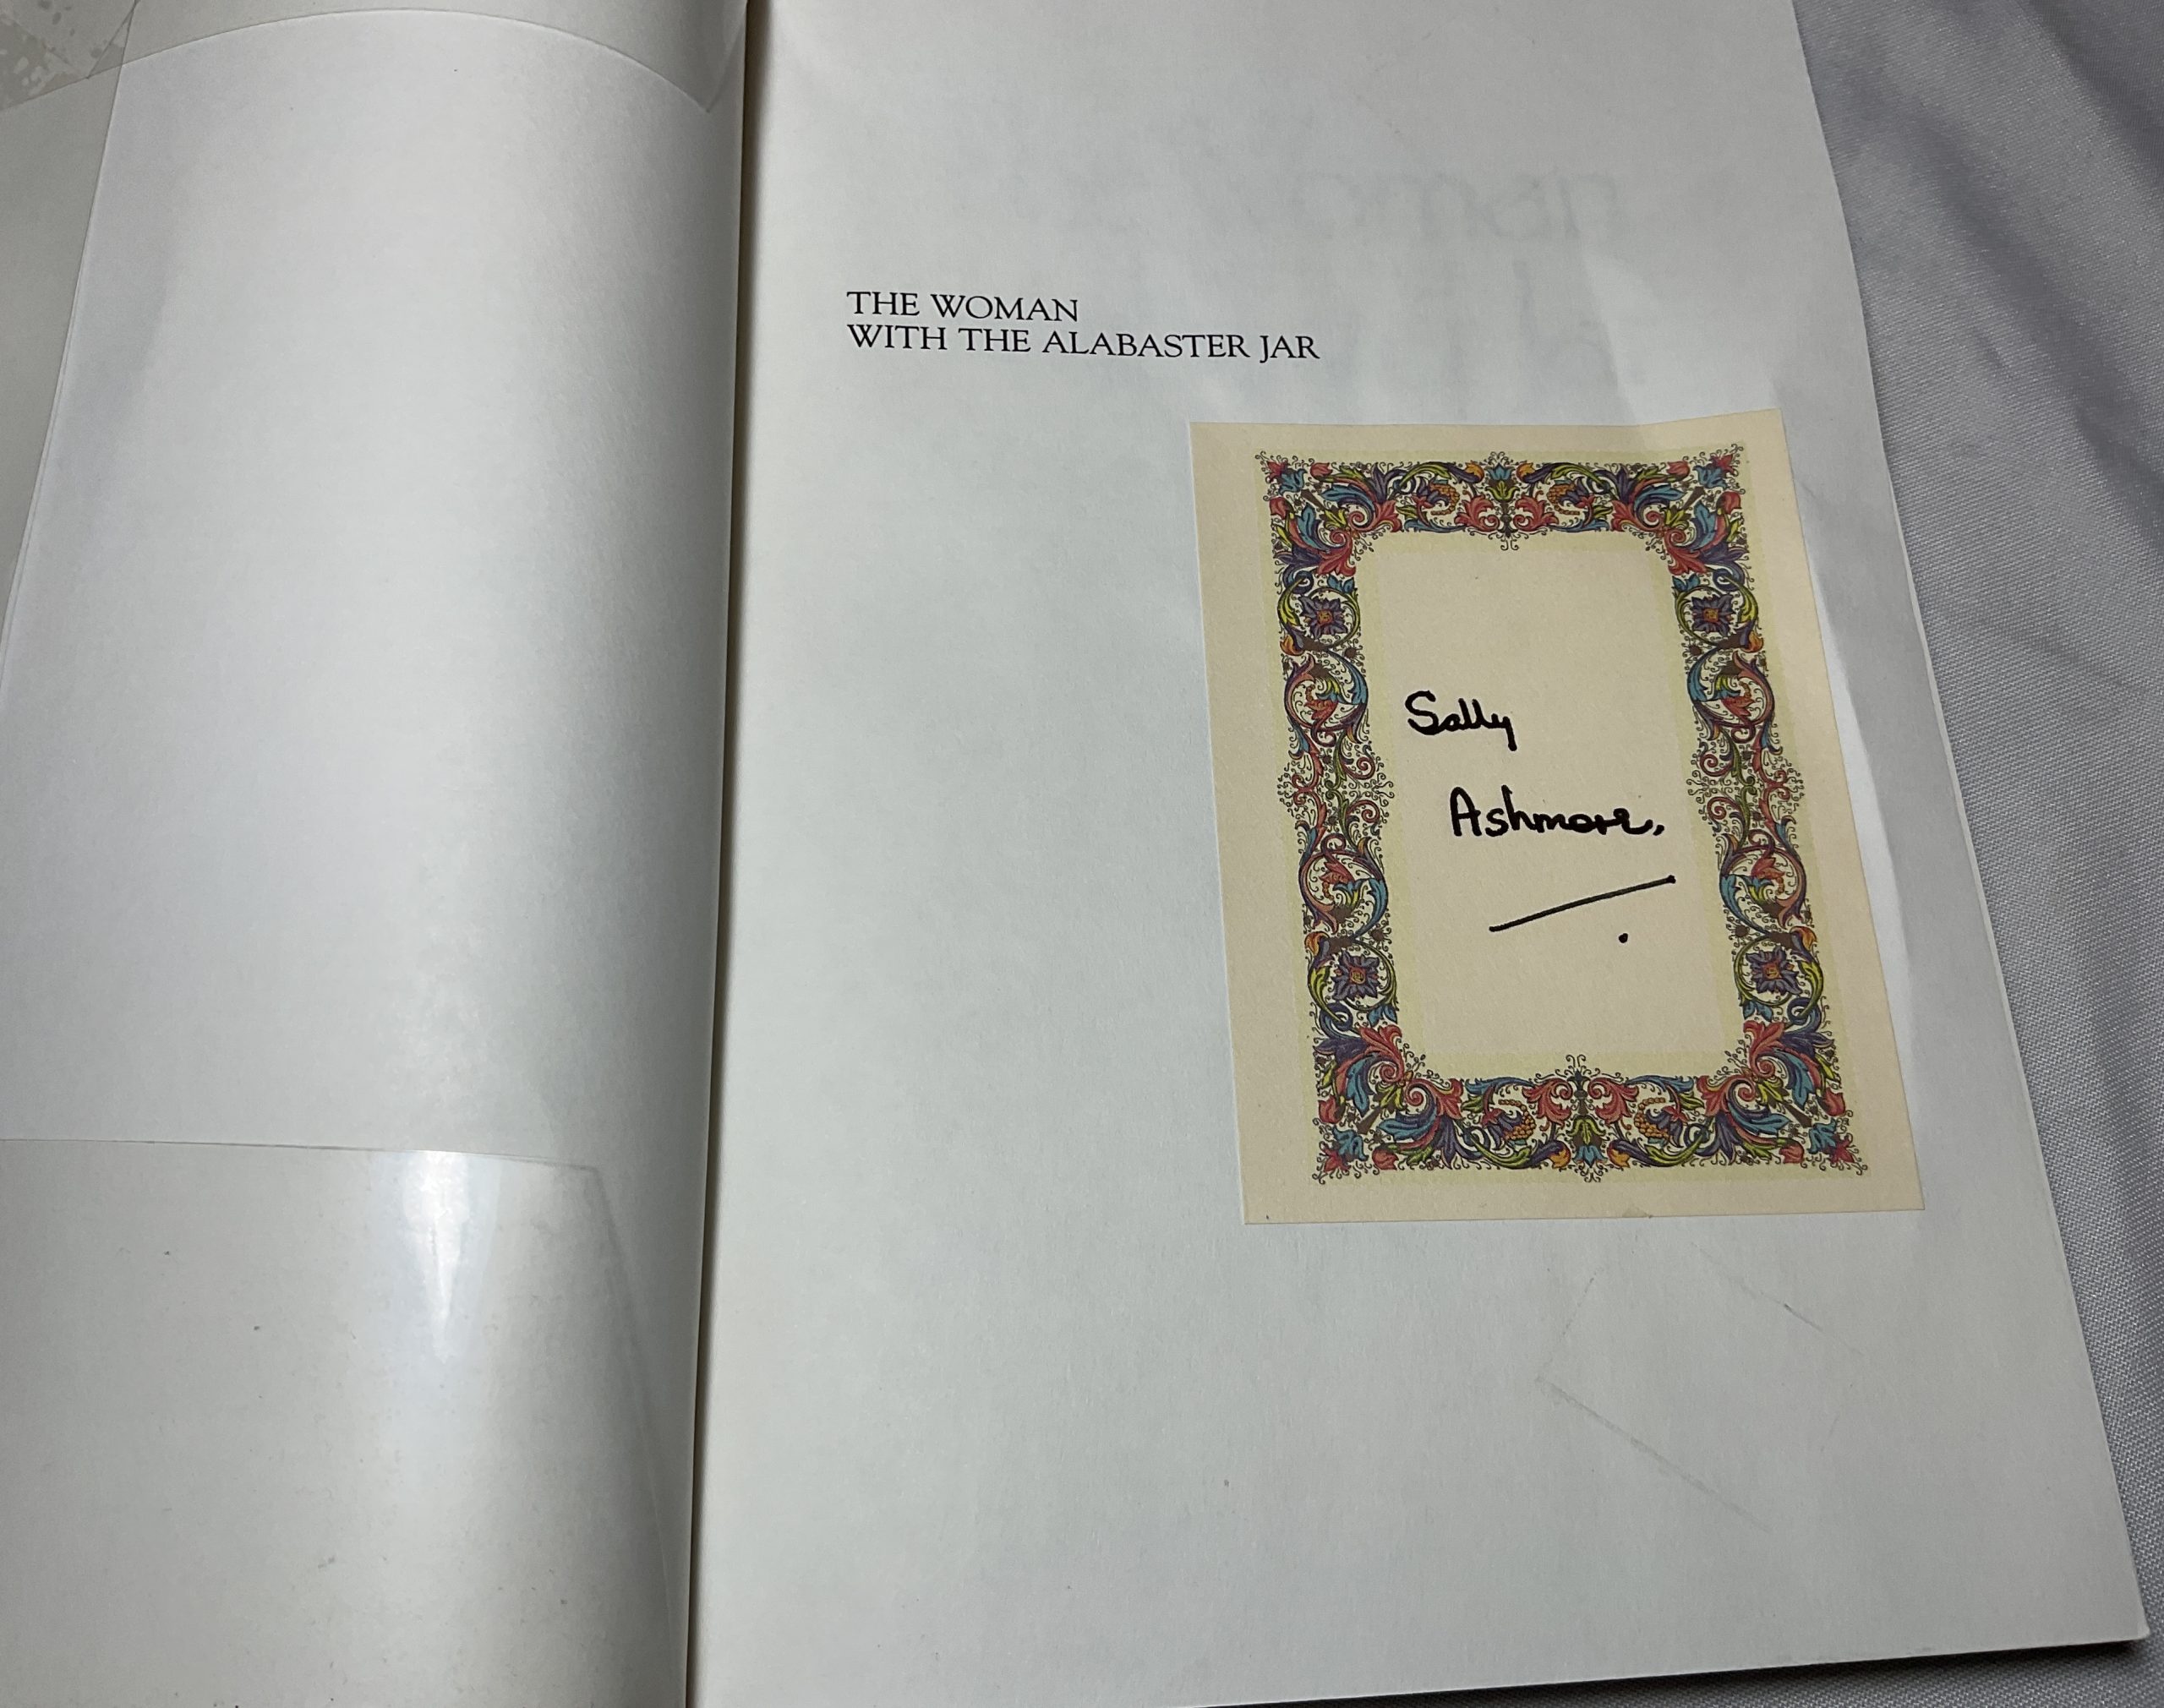 THE WOMAN
WITH THE ALABASTER JAR
Sally
Ashmore,